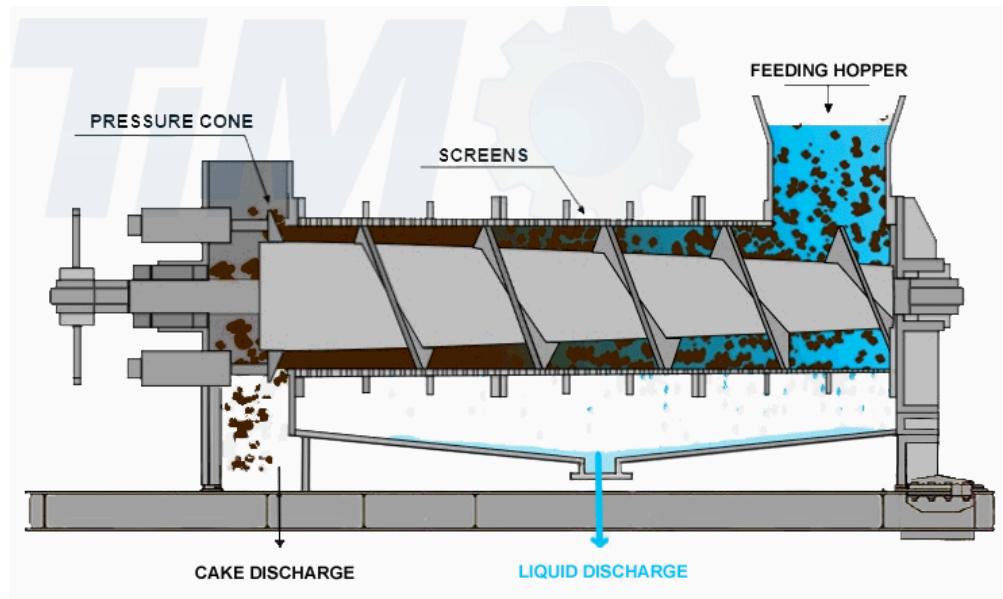 TiM
FEEDING HOPPER
PRESSURE CONE
SCREENS
CAKE DISCHARGE
LIQUID DISCHARGE